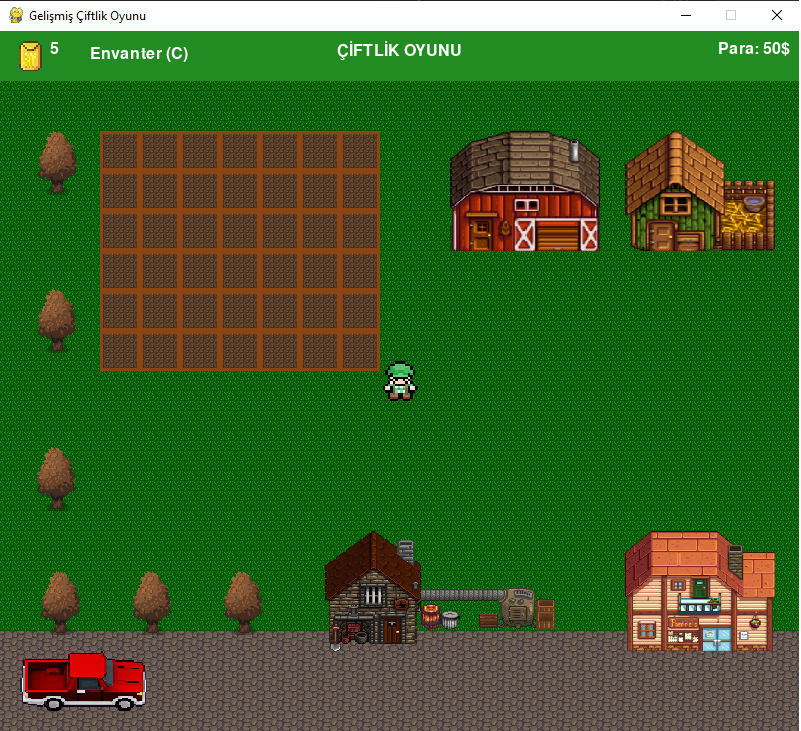 Gelişmiş Çiftlik Oyunu
5
Envanter (C)
ÇİFTLİK OYUNU
Para: 50$